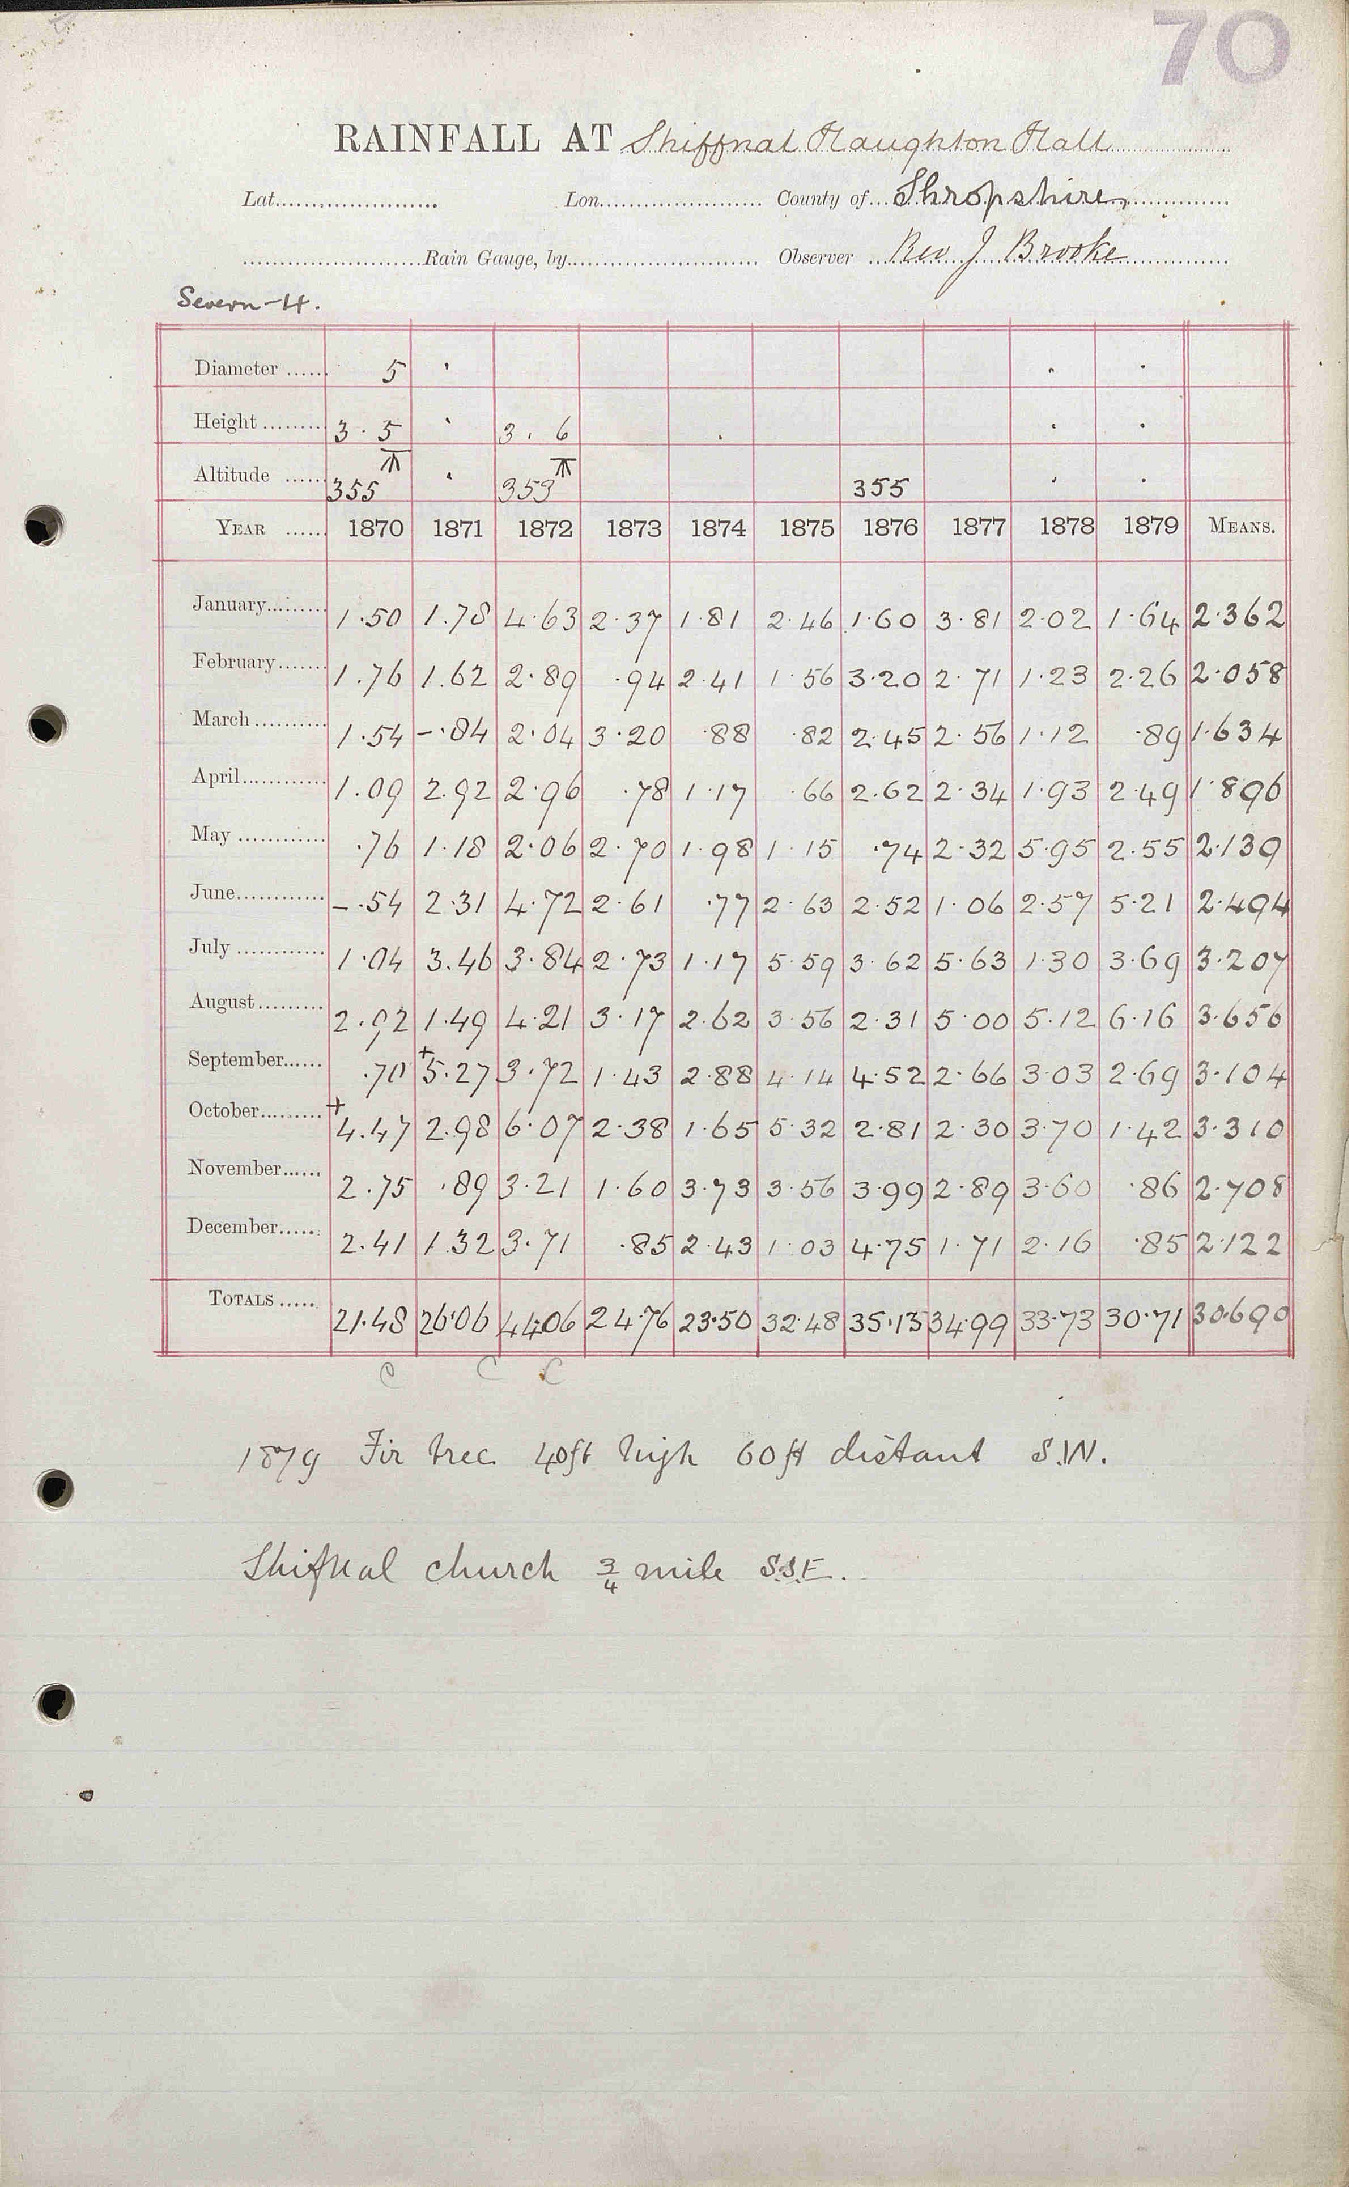 70
RAINFALL AT Shiffnal Haughton Hall
Lat. Lon. County of Shropshire
Rain Gauge, by Observer Rev J Brooke
Severn-H.
Diameter 5
Height 3 . 5 3 . 6
Altitude 355 353 355
YEAR 1870 1871 1872 1873 1874 1875 1876 1877 1878 1879 MEANS.
January 1.50 1.78 4.63 2.37 1.81 2.46 1.60 3.81 2.02 1.64 2.362
February 1.76 1.62 2.89 .94 2.41 1.56 3.20 2.71 1.23 2.26 2.058
March 1.54 -.84 2.04 3.20 .88 .82 2.45 2.56 1.12 .89 1.634
April 1.09 2.92 2.96 .78 1.17 .66 2.62 2.34 1.93 2.49 1.896
May .76 1.18 2.06 2.70 1.98 1.15 .74 2.32 5.95 2.55 2.139
June -.54 2.31 4.72 2.61 .77 2.63 2.52 1.06 2.57 5.21 2.494
July 1.04 3.46 3.84 2.73 1.17 5.59 3.62 5.63 1.30 3.69 3.207
August 2.92 1.49 4.21 3.17 2.62 3.56 2.31 5.00 5.12 6.16 3.656
September .70 +5.27 3.72 1.43 2.88 4.14 4.52 2.66 3.03 2.69 3.104
October +4.47 2.98 6.07 2.38 1.65 5.32 2.81 2.30 3.70 1.42 3.310
November 2.75 .89 3.21 1.60 3.73 3.56 3.99 2.89 3.60 .86 2.708
December 2.41 1.32 3.71 .85 2.43 1.03 4.75 1.71 2.16 .85 2.122
TOTALS 21.48 26.06 44.06 24.76 23.50 32.48 35.13 34.99 33.73 30.71 30.690
C C C
1879 Fir tree 40ft high 60 ft distant S.W.
Shifnal church 3/4 mile S.S.E.